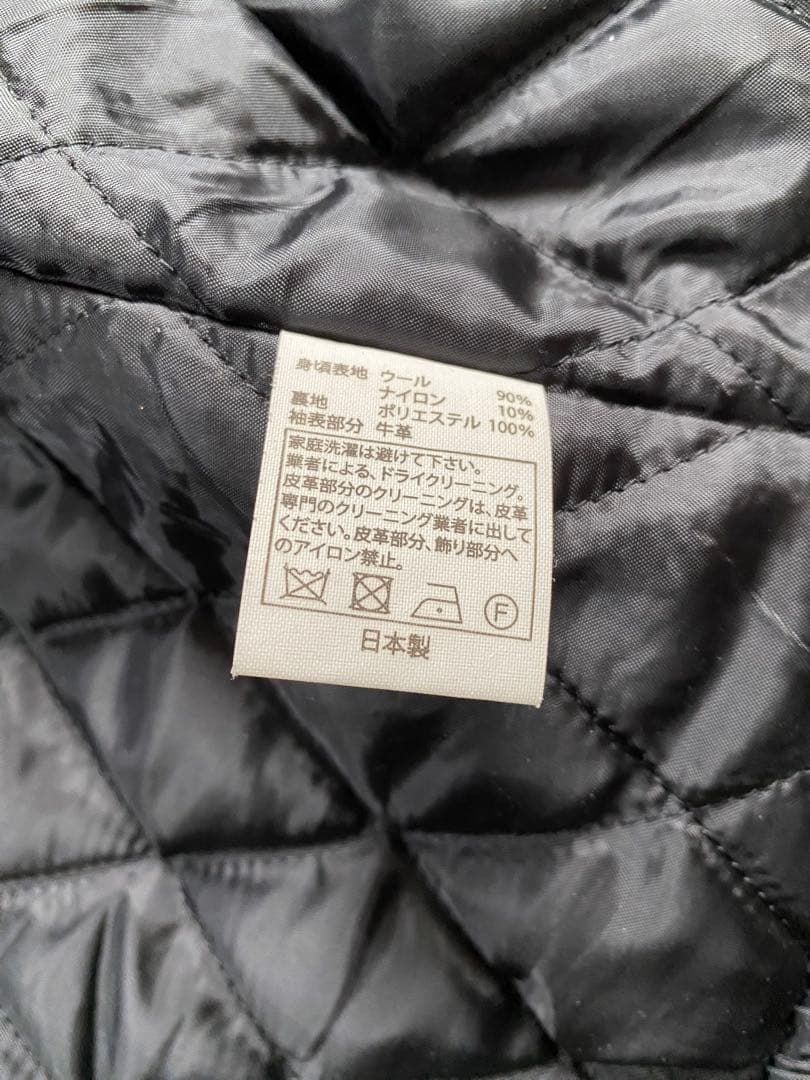 身頃表地 ウール 90%
ナイロン 10%
裏地 ポリエステル 100%
袖表部分 牛革
家庭洗濯は避けて下さい。
業者による、ドライクリーニング。
皮革部分のクリーニングは、皮革
専門のクリーニング業者に出して
ください。皮革部分、飾り部分へ
のアイロン禁止。
F
日本製